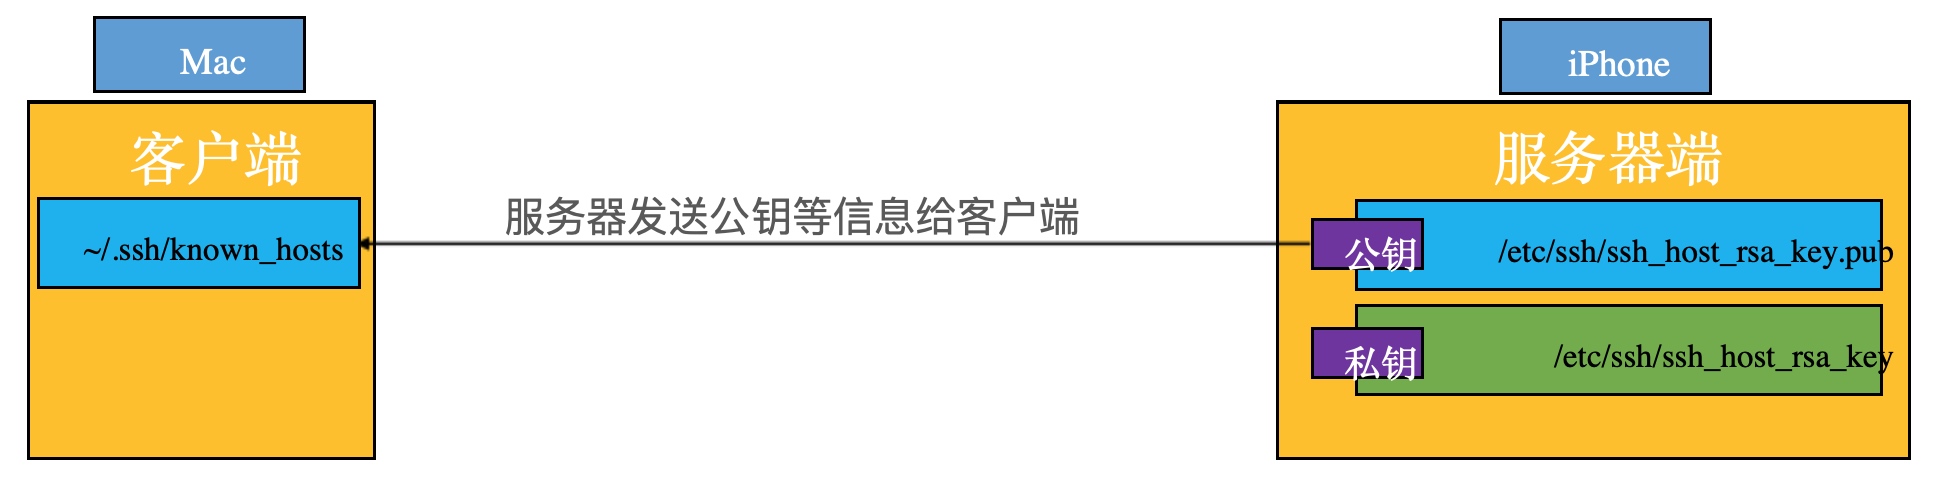 Mac
iPhone
客户端
服务器端
~/.ssh/known_hosts
服务器发送公钥等信息给客户端
公钥
/etc/ssh/ssh_host_rsa_key.pub
私钥
/etc/ssh/ssh_host_rsa_key